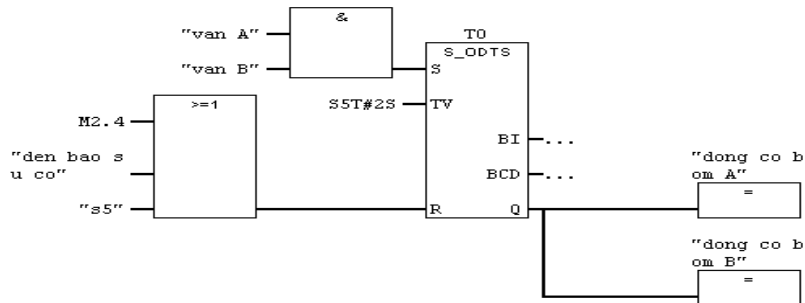 &
"van A"
"van B"
T0
S_ODTS
S
S5T#2S
TV
>=1
M2.4
"den bao s
u co"
"s5"
BI
...
BCD
...
R
Q
"dong co b
om A"
=
"dong co b
om B"
=